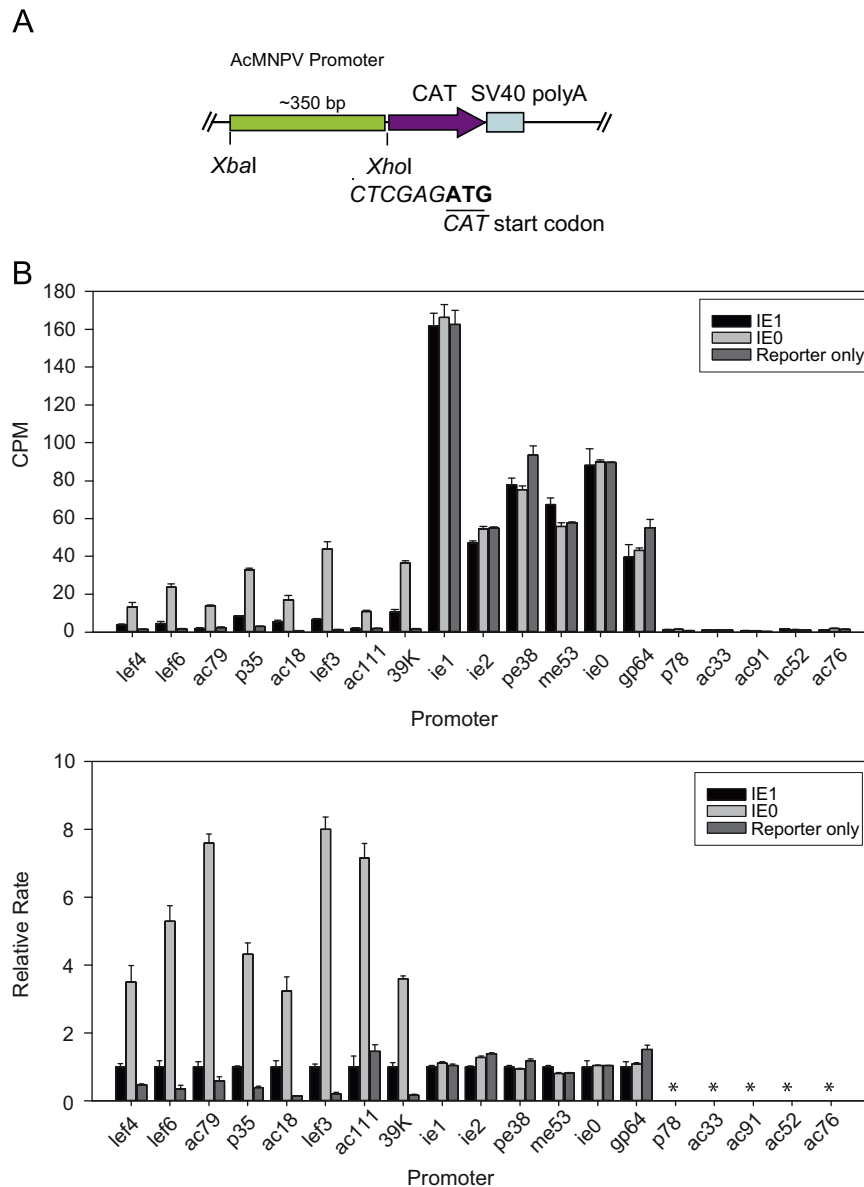 A
AcMNPV Promoter
~350 bp
CAT SV40 polyA
XbaI
XhoI
CTCGAGATG
CAT start codon
B
CPM
180
160
140
120
100
80
60
40
20
0
IE1
IE0
Reporter only
lef4
lef6
ac79
p35
ac18
lef3
ac111
39K
ie1
ie2
pe38
me53
ie0
gp64
p78
ac33
ac91
ac52
ac76
Promoter
Relative Rate
10
8
6
4
2
0
IE1
IE0
Reporter only
* * * * *
lef4
lef6
ac79
p35
ac18
lef3
ac111
39K
ie1
ie2
pe38
me53
ie0
gp64
p78
ac33
ac91
ac52
ac76
Promoter